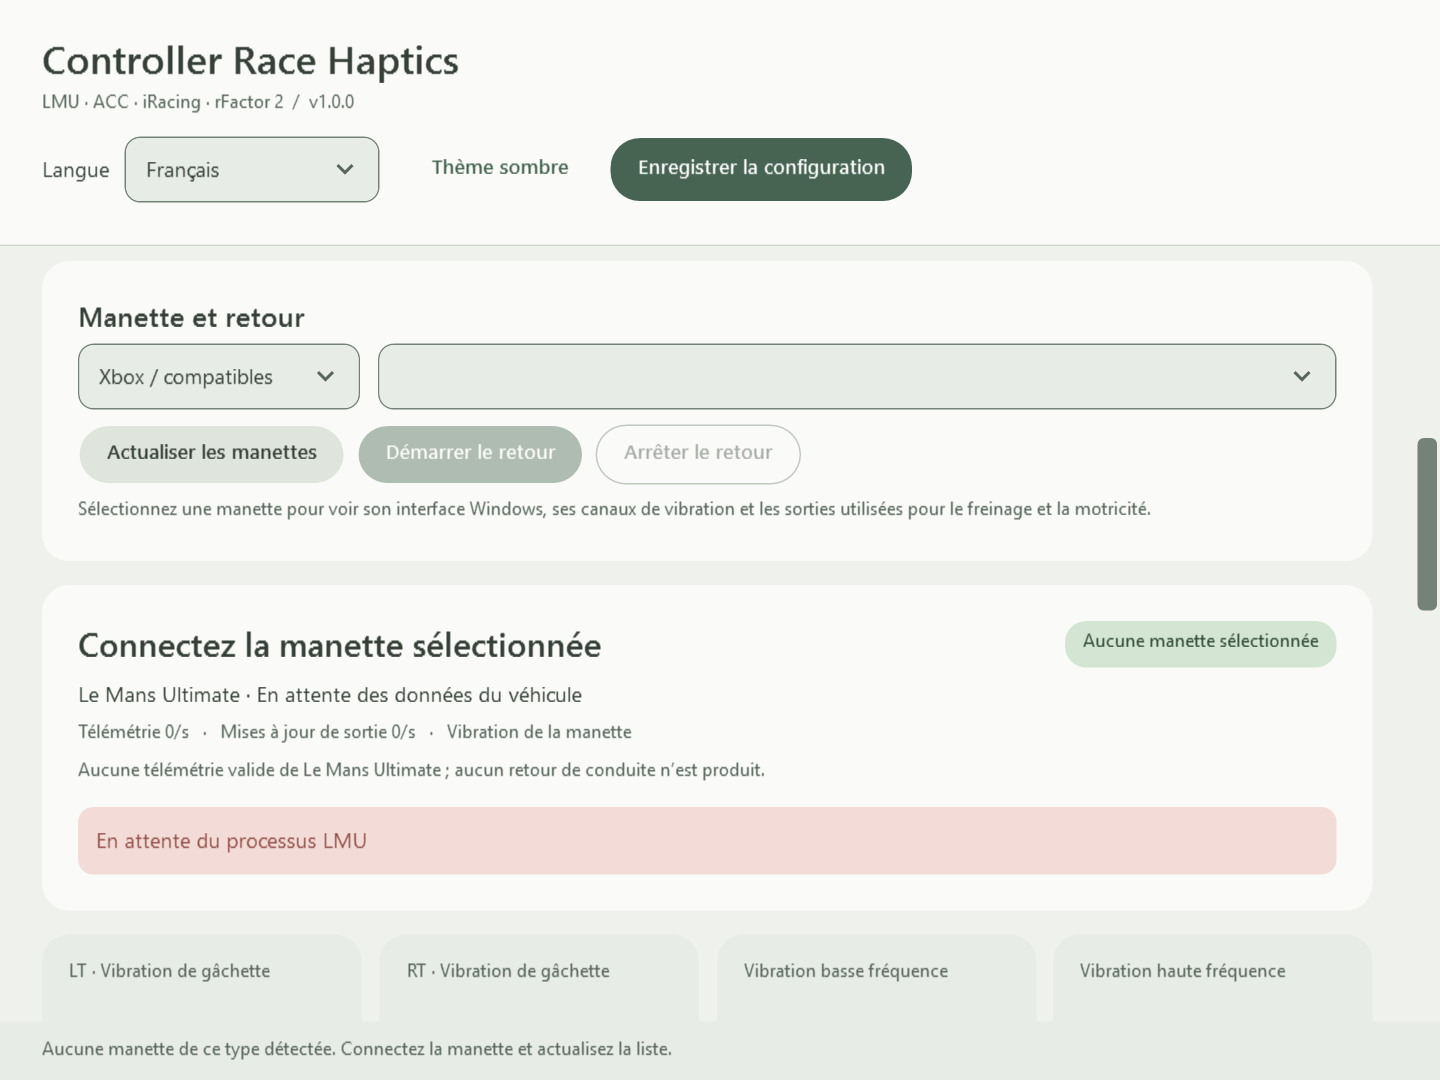 Controller Race Haptics
LMU · ACC · iRacing · rFactor 2 / v1.0.0
Langue
Français
Thème sombre
Enregistrer la configuration
Manette et retour
Xbox / compatibles
Actualiser les manettes
Démarrer le retour
Arrêter le retour
Sélectionnez une manette pour voir son interface Windows, ses canaux de vibration et les sorties utilisées pour le freinage et la motricité.
Connectez la manette sélectionnée
Aucune manette sélectionnée
Le Mans Ultimate · En attente des données du véhicule
Télémétrie 0/s · Mises à jour de sortie 0/s · Vibration de la manette
Aucune télémétrie valide de Le Mans Ultimate ; aucun retour de conduite n’est produit.
En attente du processus LMU
LT · Vibration de gâchette
RT · Vibration de gâchette
Vibration basse fréquence
Vibration haute fréquence
Aucune manette de ce type détectée. Connectez la manette et actualisez la liste.